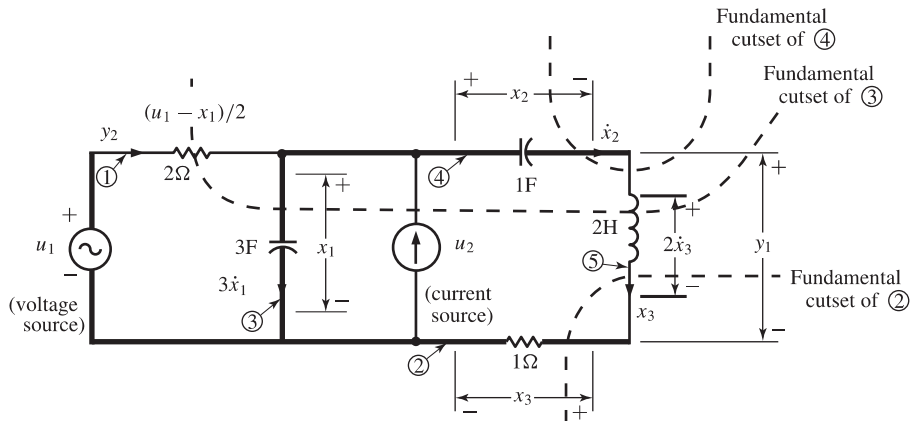 Fundamental
cutset of ④
Fundamental
cutset of ③
+ x₂ −
(u₁ − x₁)/2
y₂
ẋ₂
①
2Ω
④
1F
+
+
u₁
−
3F
x₁
+
−
u₂
2H
+
2ẋ₃
−
y₁
3ẋ₁
⑤
(voltage
source)
③
(current
source)
x₃
Fundamental
cutset of ②
−
②
1Ω
− x₃ +